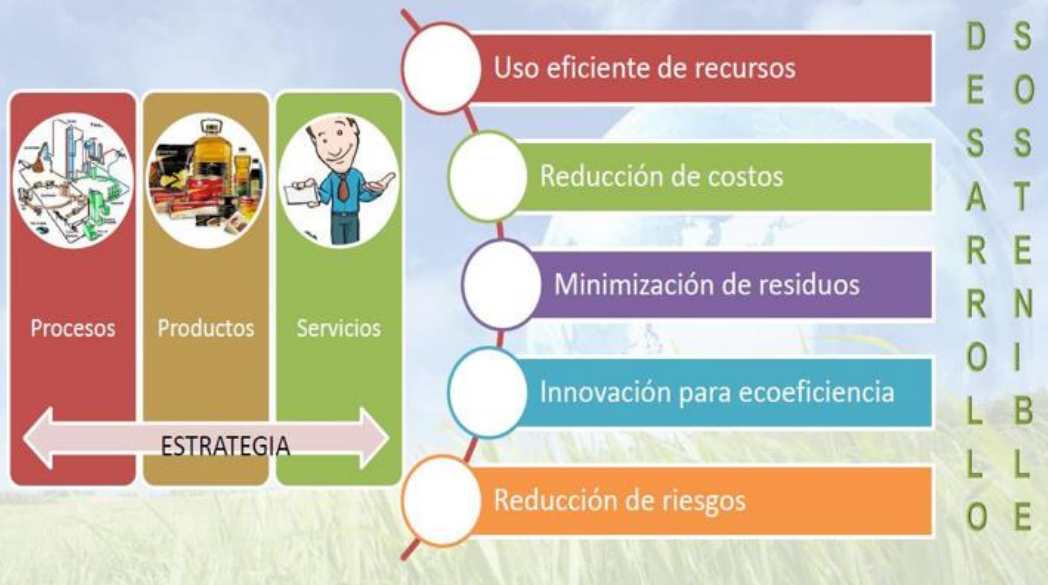 Procesos
Productos
Servicios
ESTRATEGIA
Uso eficiente de recursos
Reducción de costos
Minimización de residuos
Innovación para ecoeficiencia
Reducción de riesgos
DESARROLLO
SOSTENIBLE